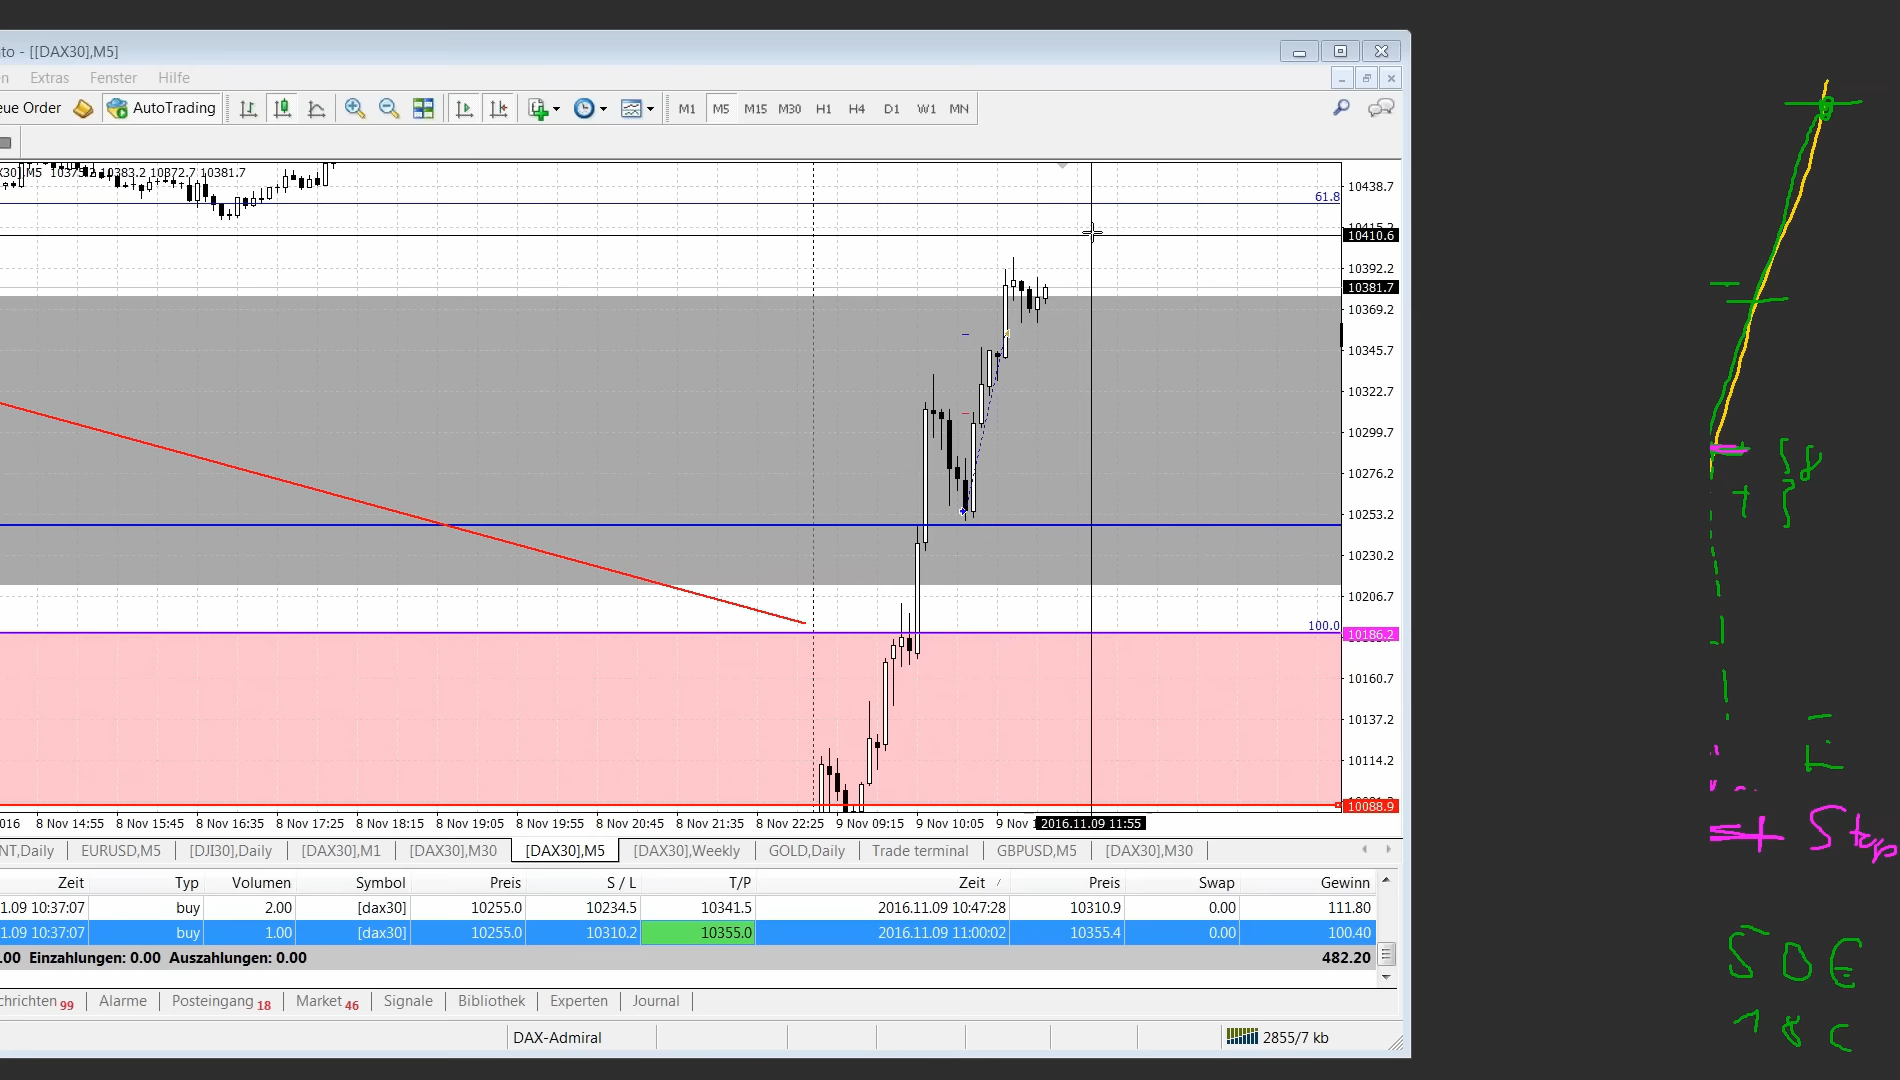 to - [[DAX30],M5]
Extras Fenster Hilfe
eue Order AutoTrading M1 M5 M15 M30 H1 H4 D1 W1 MN
10383.2 10372.7 10381.7
10438.7
61.8
10410.6
10392.2
10381.7
10369.2
10345.7
10322.7
10299.7
10276.2
10253.2
10230.2
10206.7
100.0
10186.2
10160.7
10137.2
10114.2
10088.9
016 8 Nov 14:55 8 Nov 15:45 8 Nov 16:35 8 Nov 17:25 8 Nov 18:15 8 Nov 19:05 8 Nov 19:55 8 Nov 20:45 8 Nov 21:35 8 Nov 22:25 9 Nov 09:15 9 Nov 10:05 9 Nov 2016.11.09 11:55
NT,Daily EURUSD,M5 [DJI30],Daily [DAX30],M1 [DAX30],M30 [DAX30],M5 [DAX30],Weekly GOLD,Daily Trade terminal GBPUSD,M5 [DAX30],M30
Zeit Typ Volumen Symbol Preis S / L T/P Zeit / Preis Swap Gewinn
1.09 10:37:07 buy 2.00 [dax30] 10255.0 10234.5 10341.5 2016.11.09 10:47:28 10310.9 0.00 111.80
1.09 10:37:07 buy 1.00 [dax30] 10255.0 10310.2 10355.0 2016.11.09 11:00:02 10355.4 0.00 100.40
.00 Einzahlungen: 0.00 Auszahlungen: 0.00 482.20
chrichten 99 Alarme Posteingang 18 Market 46 Signale Bibliothek Experten Journal
DAX-Admiral 2855/7 kb
Stop
50€